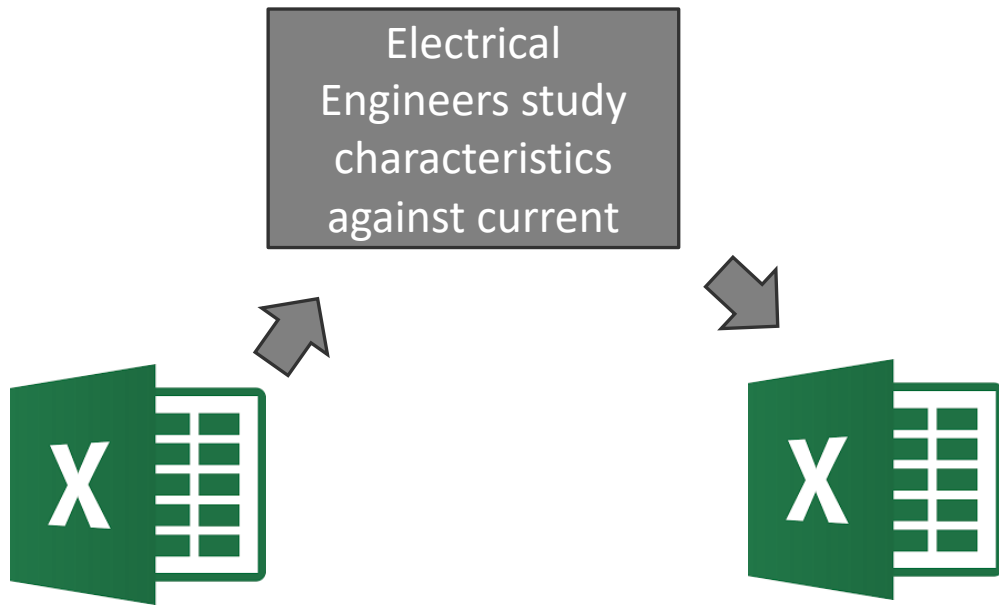 Electrical
Engineers study
characteristics
against current
X
X